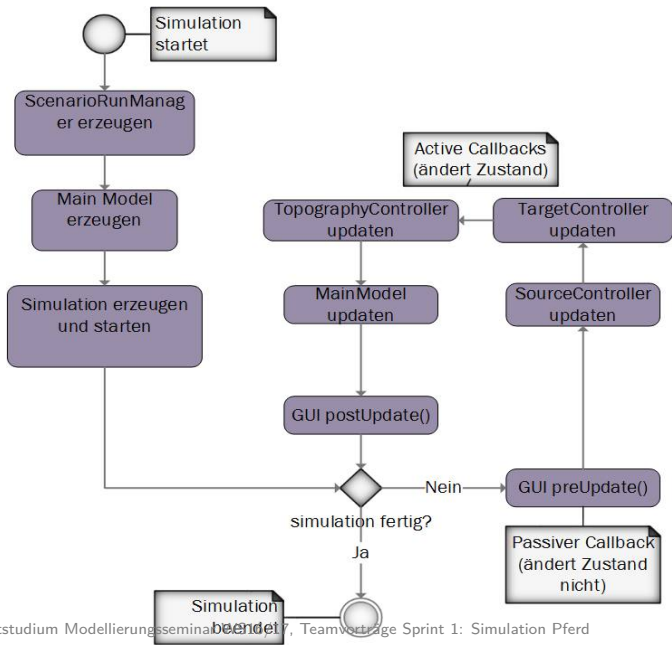 Simulation
startet
ScenarioRunManag
er erzeugen
Main Model
erzeugen
Simulation erzeugen
und starten
Active Callbacks
(ändert Zustand)
TopographyController
updaten
TargetController
updaten
MainModel
updaten
SourceController
updaten
GUI postUpdate()
Nein
GUI preUpdate()
simulation fertig?
Ja
Passiver Callback
(ändert Zustand
nicht)
Simulation
beendet
Modellierungsseminar WS16/17, Teamvorträge Sprint 1: Simulation Pferd